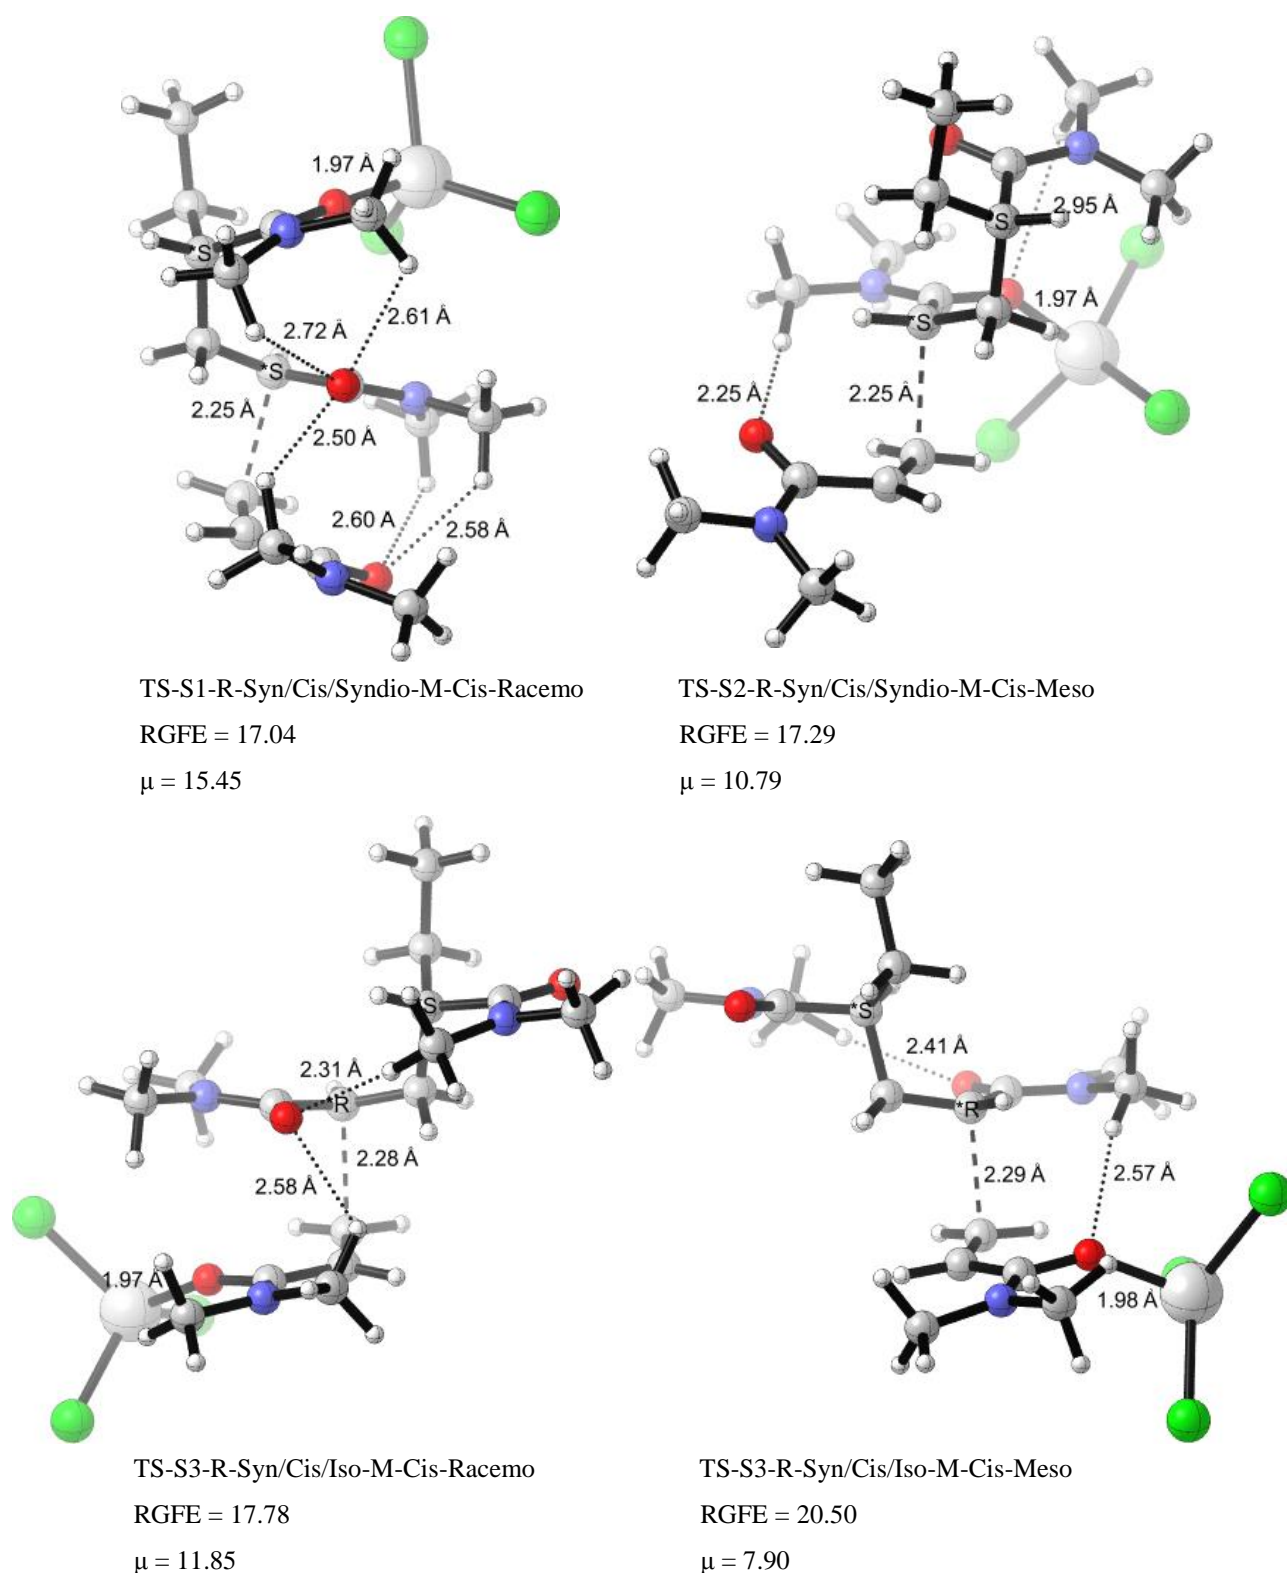 1.97 Å
*S
2.72 Å
2.61 Å
*S
2.25 Å
2.50 Å
2.60 A
2.58 Å
TS-S1-R-Syn/Cis/Syndio-M-Cis-Racemo
RGFE = 17.04
µ = 15.45
S
2.95 Å
1.97 Å
*S
2.25 Å
2.25 Å
TS-S2-R-Syn/Cis/Syndio-M-Cis-Meso
RGFE = 17.29
µ = 10.79
*S
2.31 Å
*R
2.28 Å
2.58 Å
1.97 A
TS-S3-R-Syn/Cis/Iso-M-Cis-Racemo
RGFE = 17.78
µ = 11.85
*S
2.41 Å
*R
2.29 Å
2.57 Å
1.98 Å
TS-S3-R-Syn/Cis/Iso-M-Cis-Meso
RGFE = 20.50
µ = 7.90